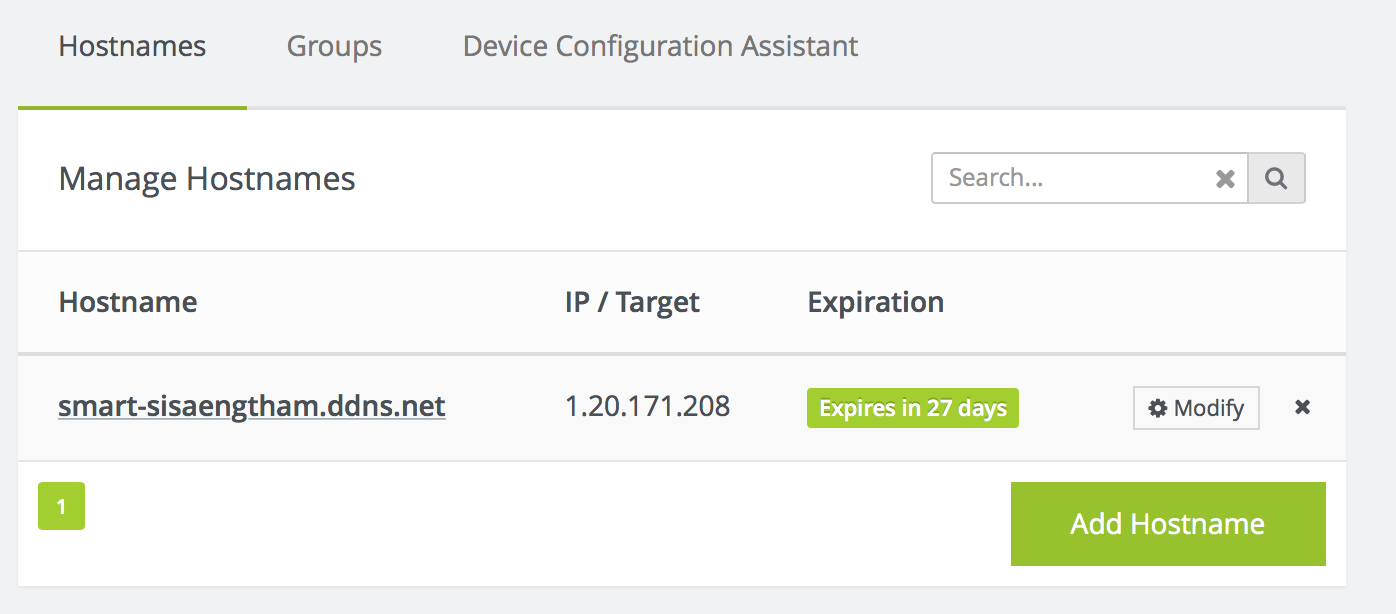 Hostnames Groups Device Configuration Assistant
Manage Hostnames
Search...
Hostname IP / Target Expiration
smart-sisaengtham.ddns.net 1.20.171.208 Expires in 27 days Modify
1
Add Hostname